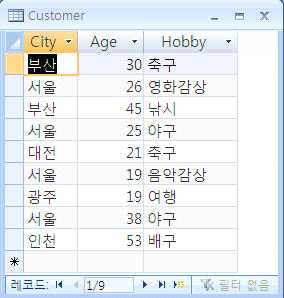 Customer
City Age Hobby
부산 30 축구
서울 26 영화감상
부산 45 낚시
서울 25 야구
대전 21 축구
서울 19 음악감상
광주 19 여행
서울 38 야구
인천 53 배구
레코드: 1/9 필터 없음